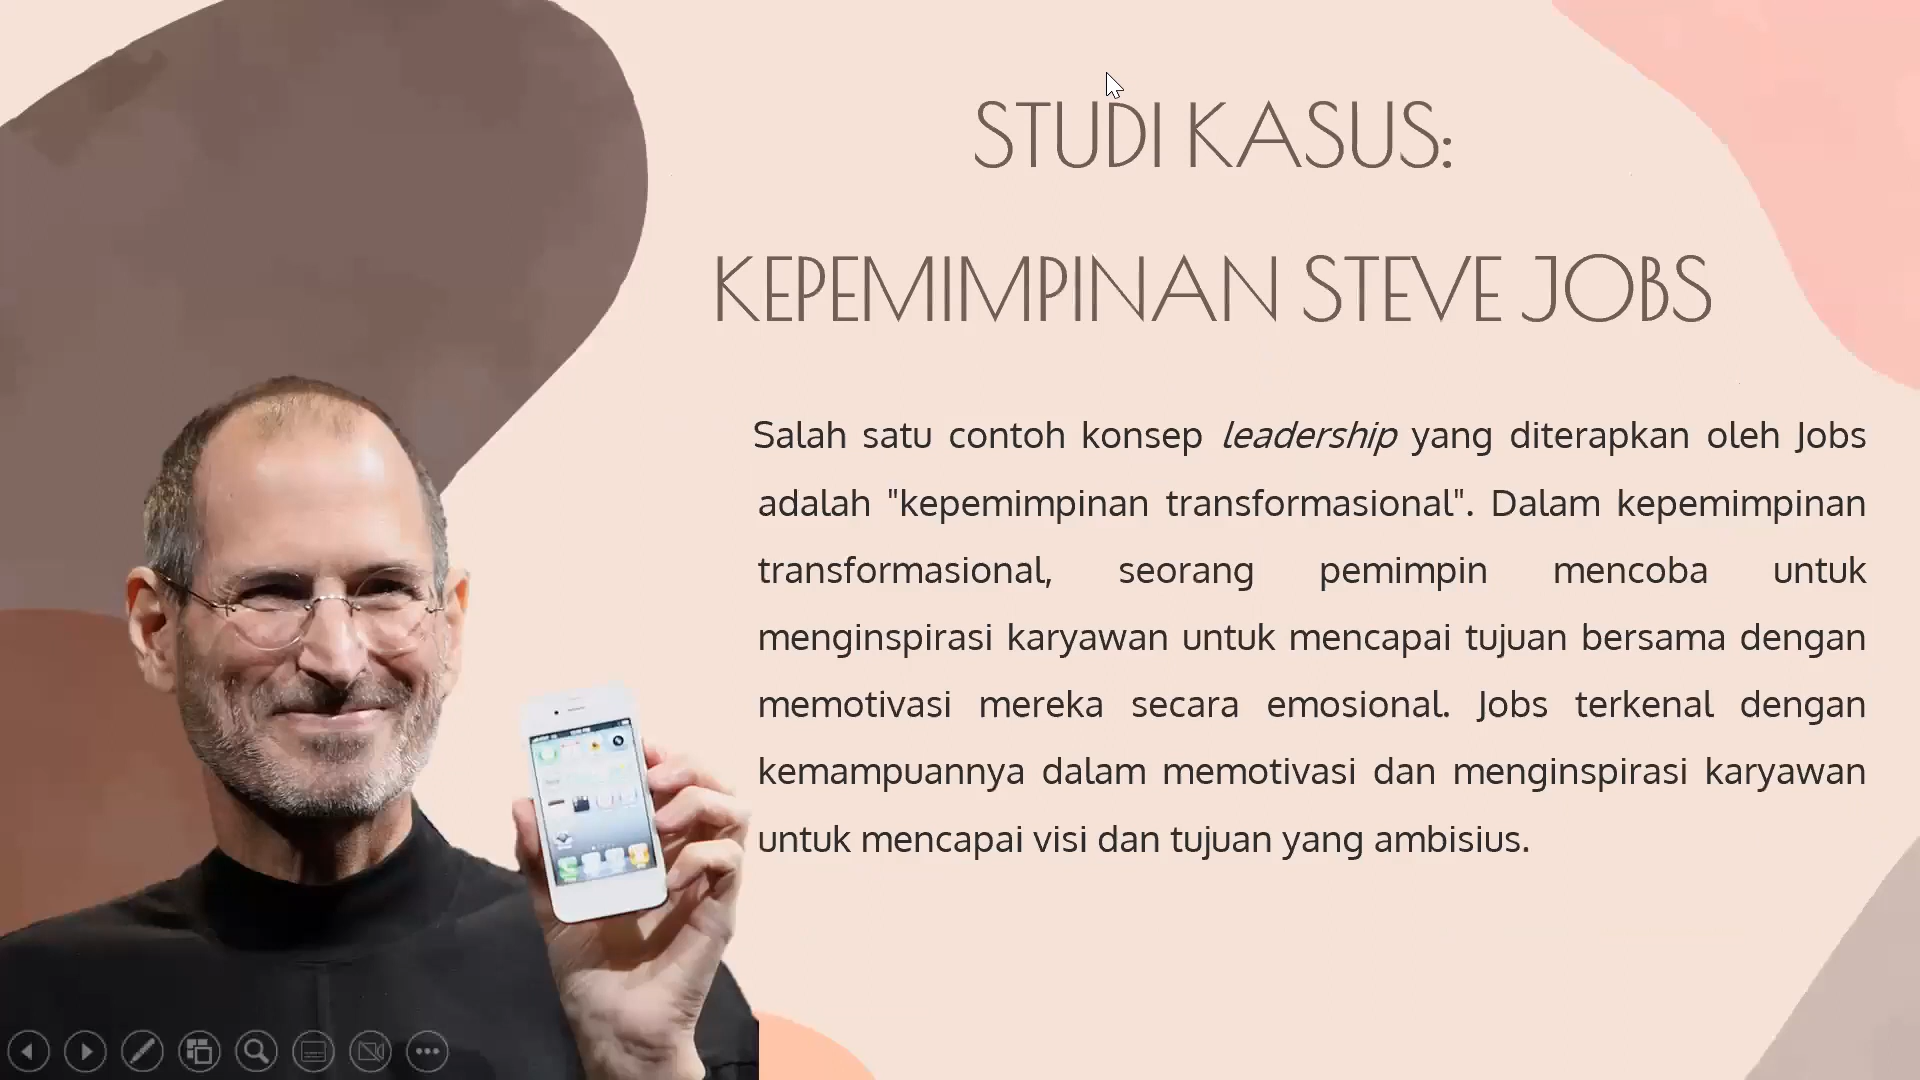 STUDI KASUS:
KEPEMIMPINAN STEVE JOBS
Salah satu contoh konsep leadership yang diterapkan oleh Jobs
adalah "kepemimpinan transformasional". Dalam kepemimpinan
transformasional, seorang pemimpin mencoba untuk
menginspirasi karyawan untuk mencapai tujuan bersama dengan
memotivasi mereka secara emosional. Jobs terkenal dengan
kemampuannya dalam memotivasi dan menginspirasi karyawan
untuk mencapai visi dan tujuan yang ambisius.